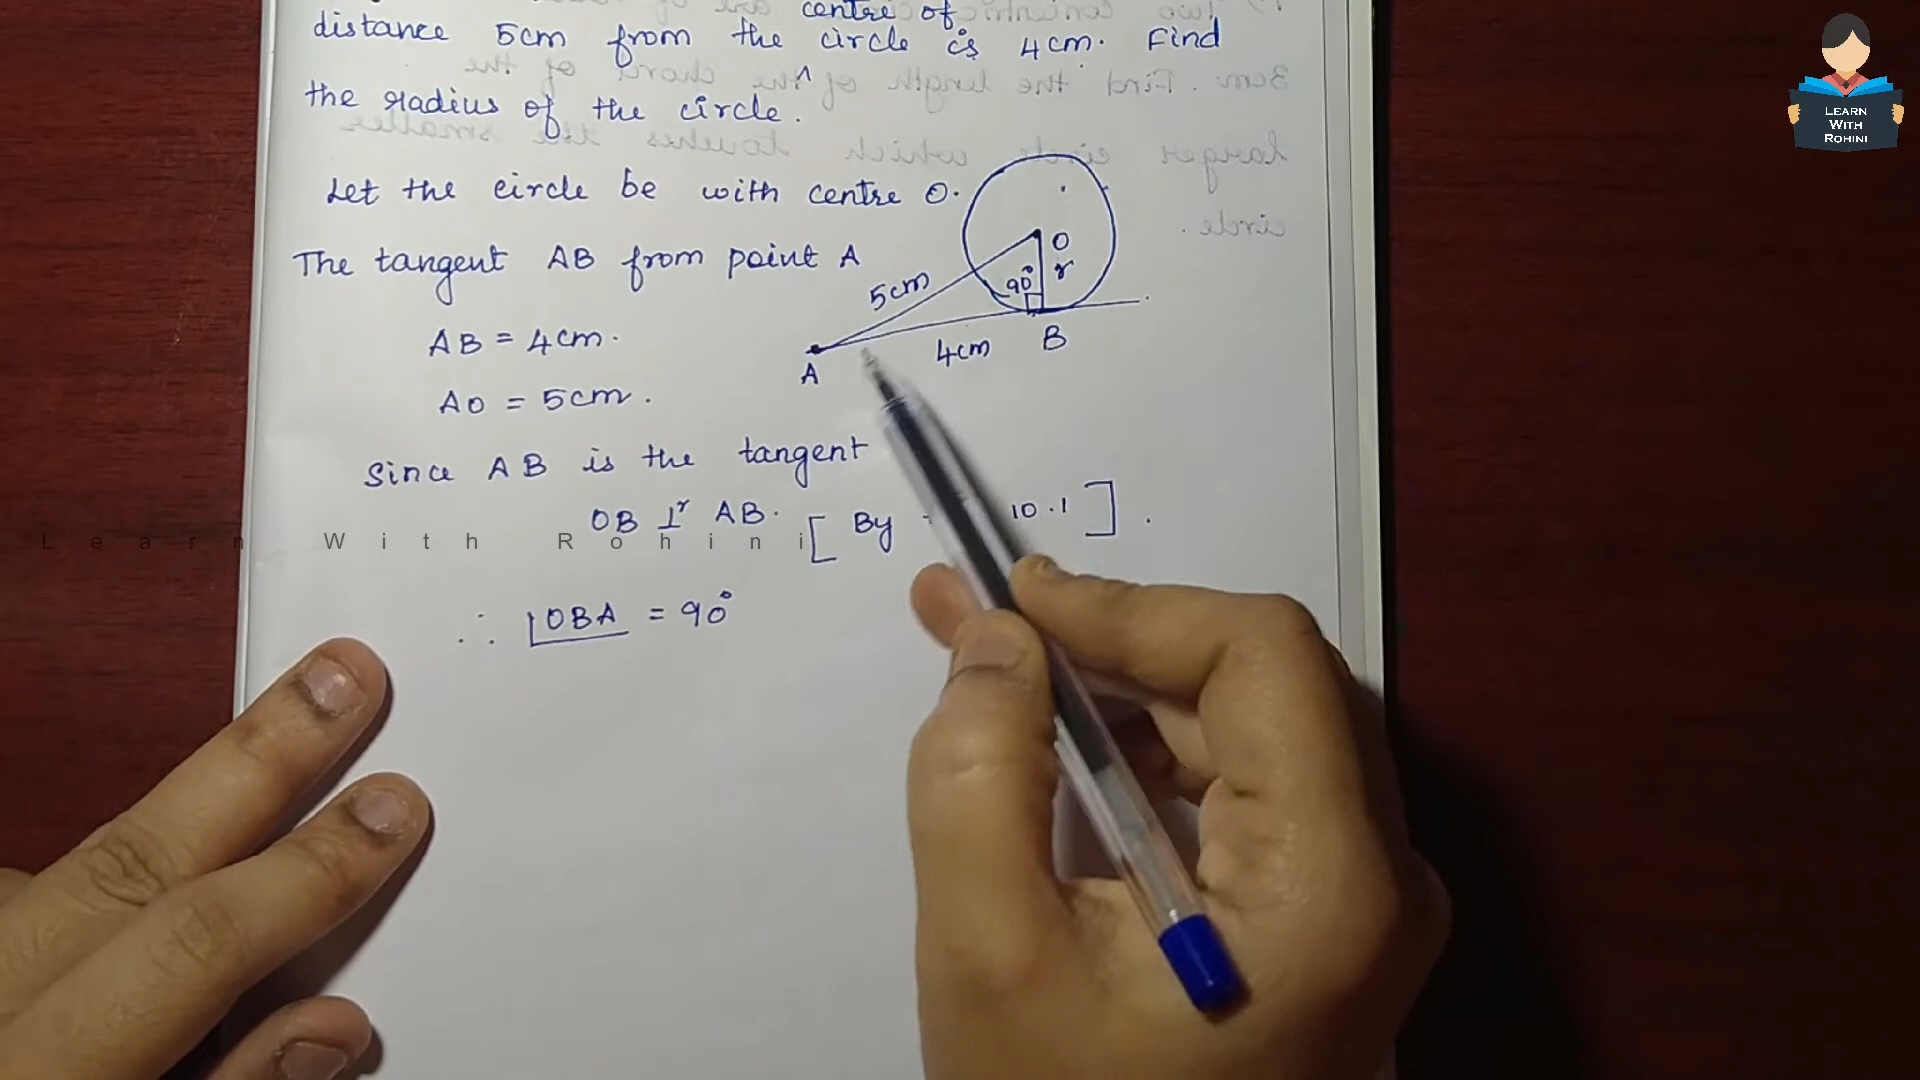 centre of
distance 5cm from the circle is 4cm. Find
^
the radius of the circle.
Let the circle be with centre O.
The tangent AB from point A
AB = 4cm.
AO = 5cm.
Since AB is the tangent
OB ⊥r AB. [ By 10.1 ].
∴ ∠OBA = 90°
O
r
90°
5cm
4cm
B
A
Learn With Rohini
LEARN
WITH
ROHINI